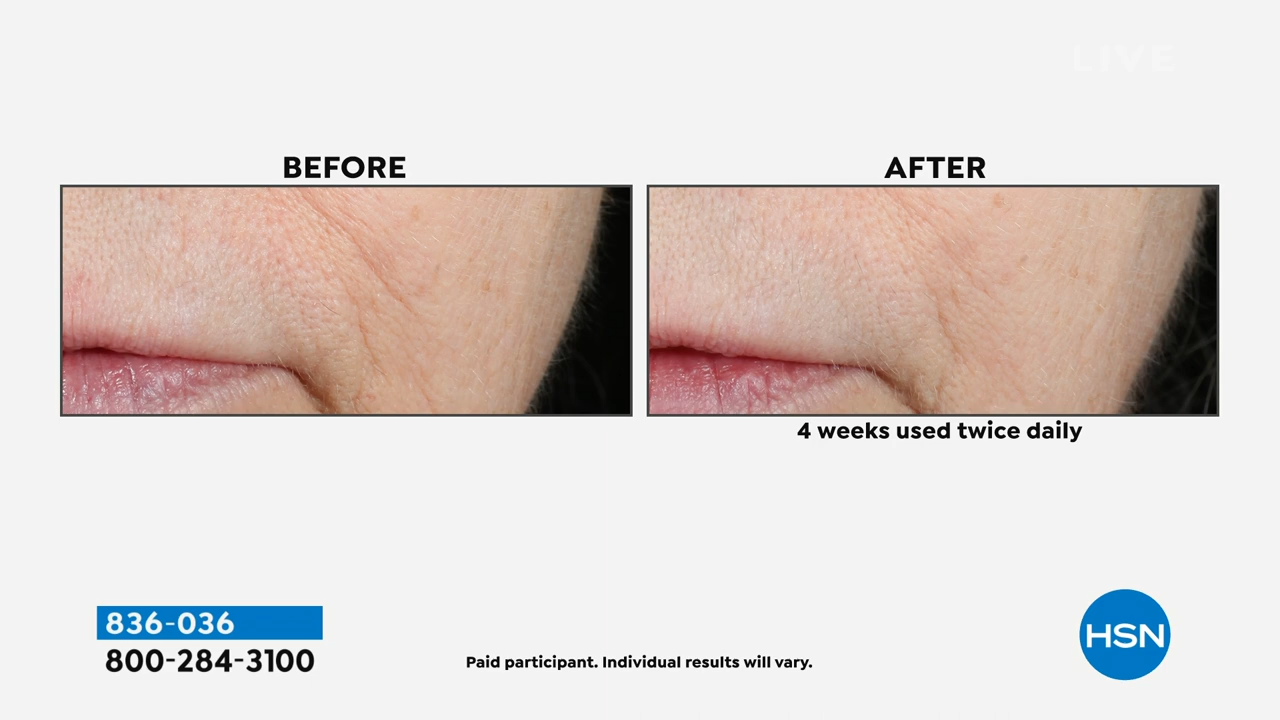 LIVE
BEFORE
AFTER
4 weeks used twice daily
836-036
800-284-3100
Paid participant. Individual results will vary.
HSN